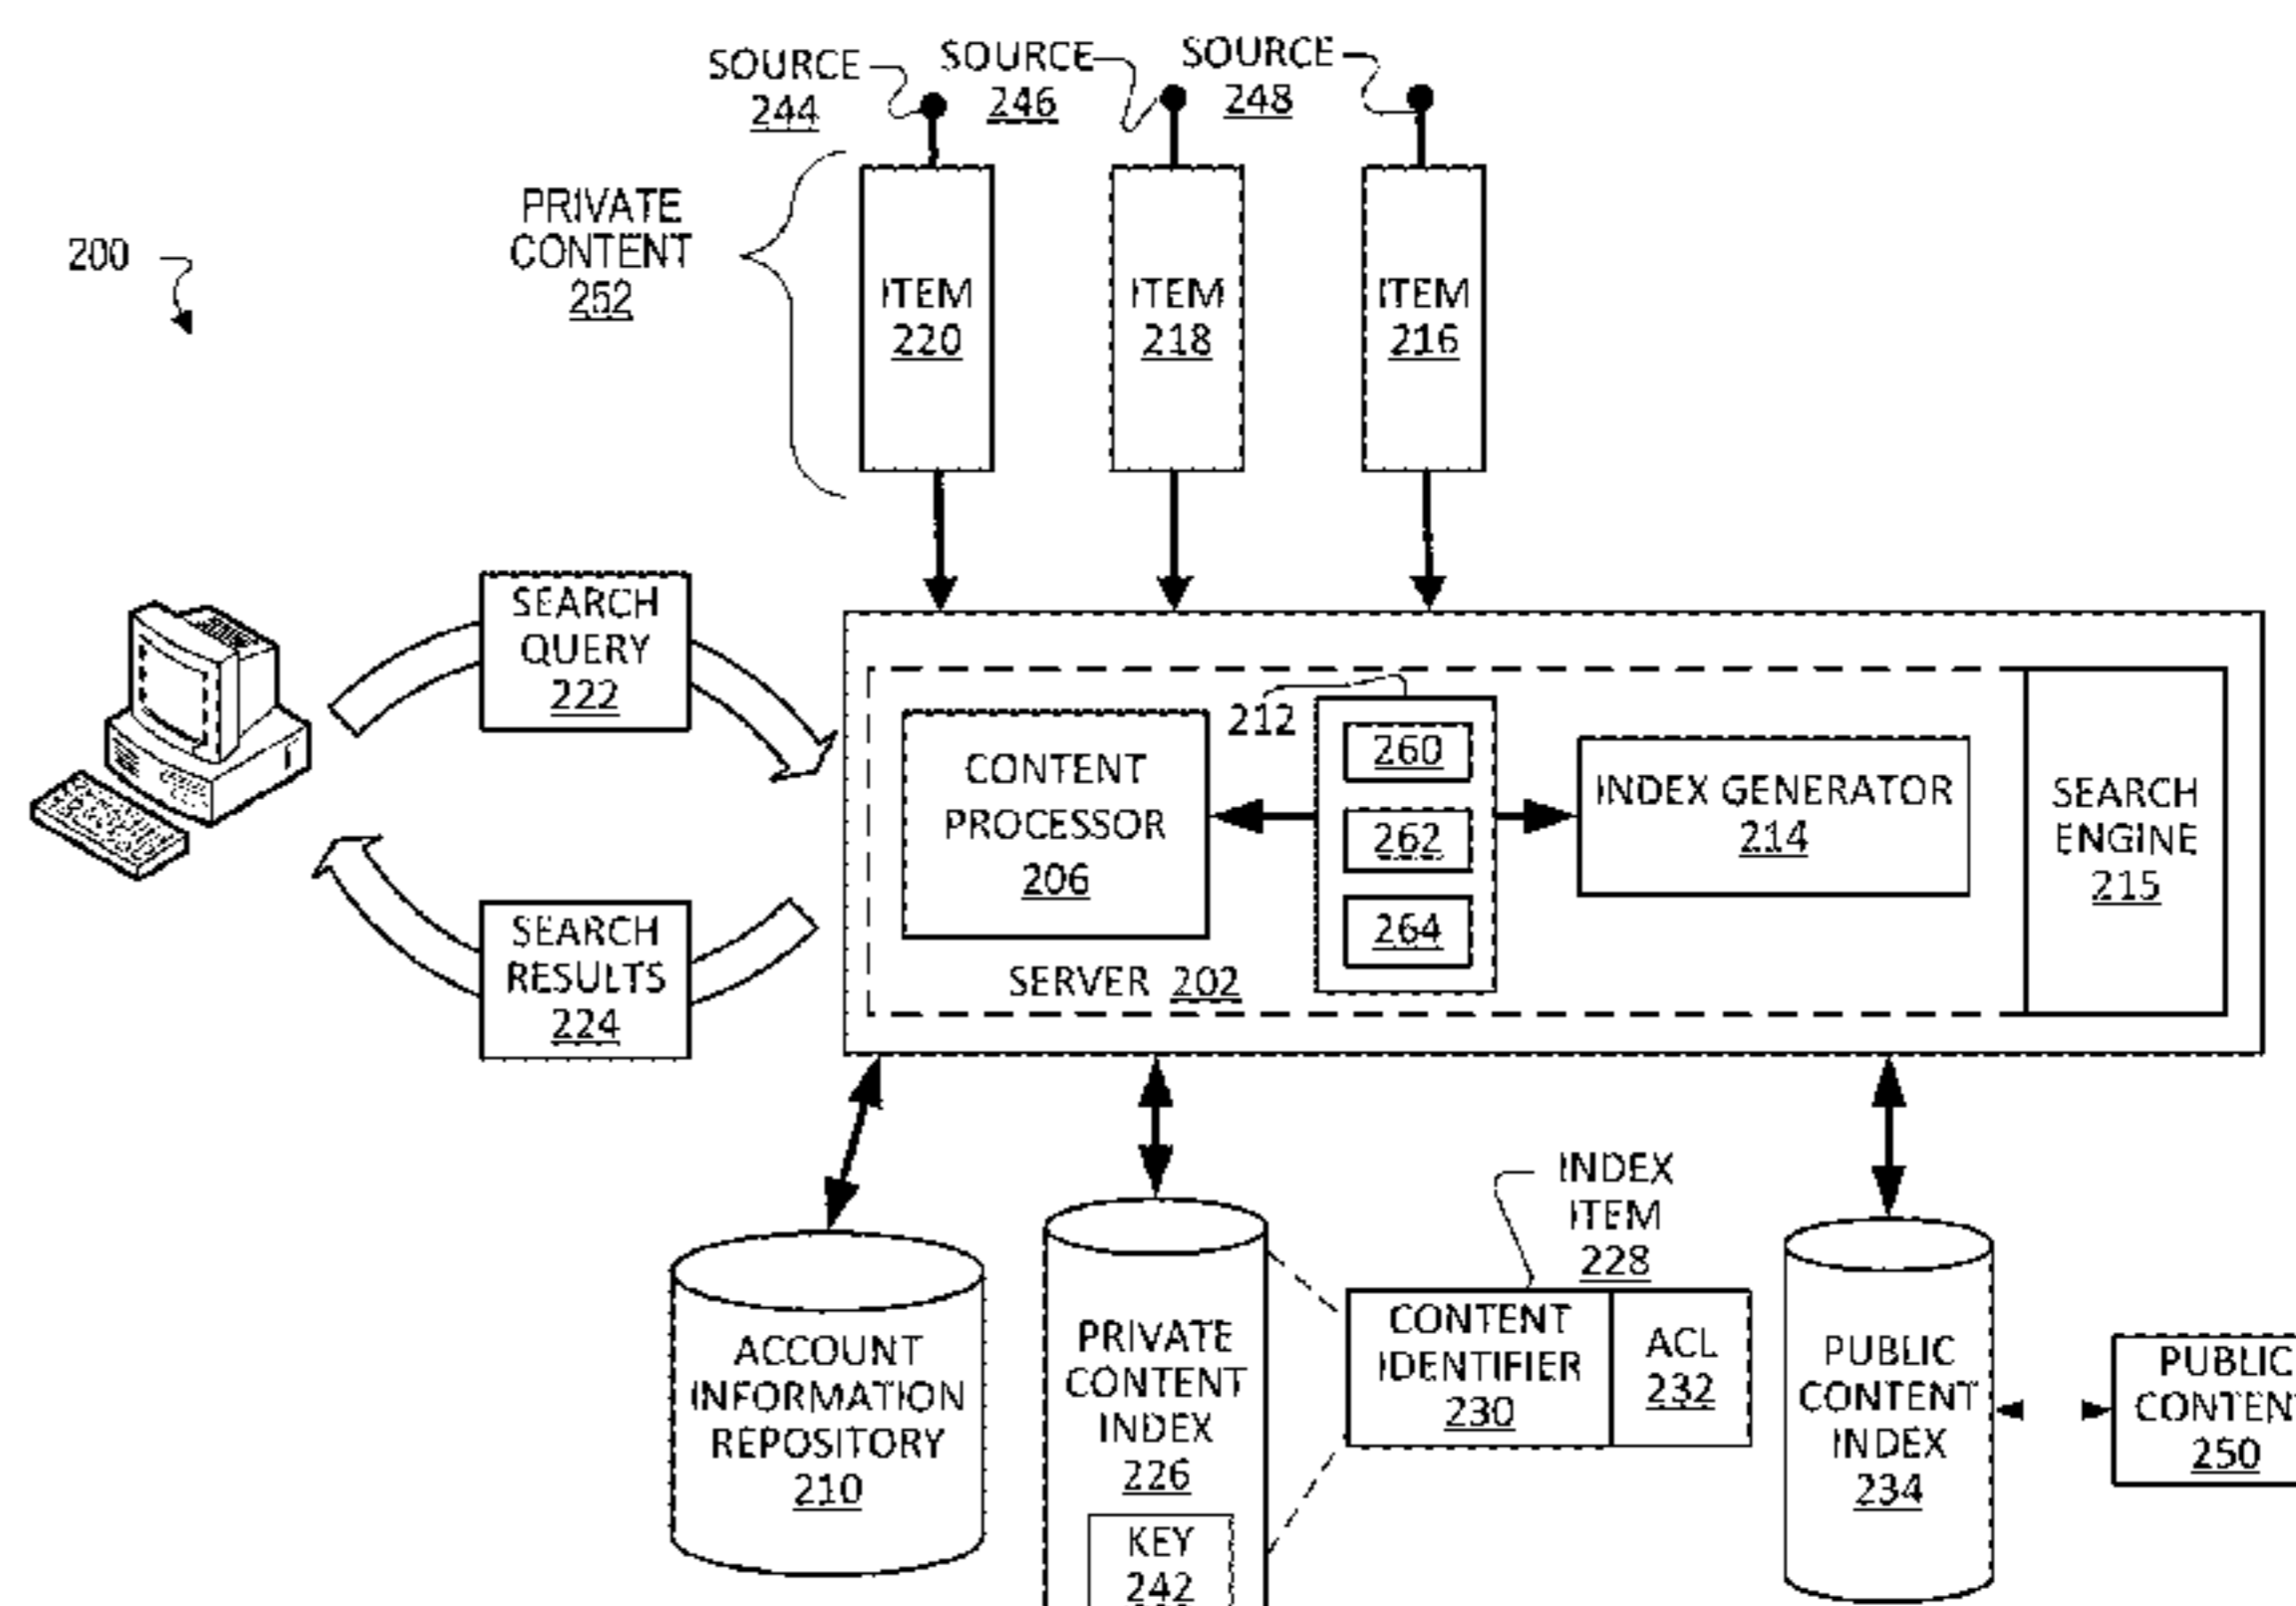 SOURCE
244
SOURCE
246
SOURCE
248
PRIVATE
CONTENT
252
200
ITEM
220
ITEM
218
ITEM
216
SEARCH
QUERY
222
SEARCH
RESULTS
224
212
CONTENT
PROCESSOR
206
260
262
264
INDEX GENERATOR
214
SEARCH
ENGINE
215
SERVER 202
ACCOUNT
INFORMATION
REPOSITORY
210
PRIVATE
CONTENT
INDEX
226
KEY
242
INDEX
ITEM
228
CONTENT
IDENTIFIER
230
ACL
232
PUBLIC
CONTENT
INDEX
234
PUBLIC
CONTENT
250